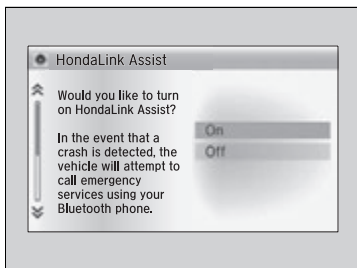 HondaLink Assist
Would you like to turn
on HondaLink Assist?
In the event that a
crash is detected, the
vehicle will attempt to
call emergency
services using your
Bluetooth phone.
On
Off